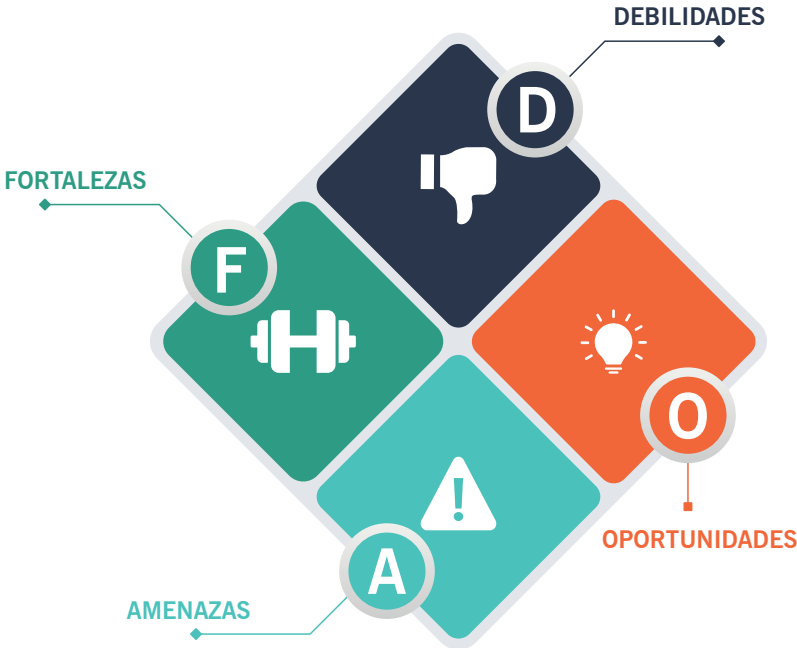 DEBILIDADES
D
FORTALEZAS
F
O
OPORTUNIDADES
A
AMENAZAS